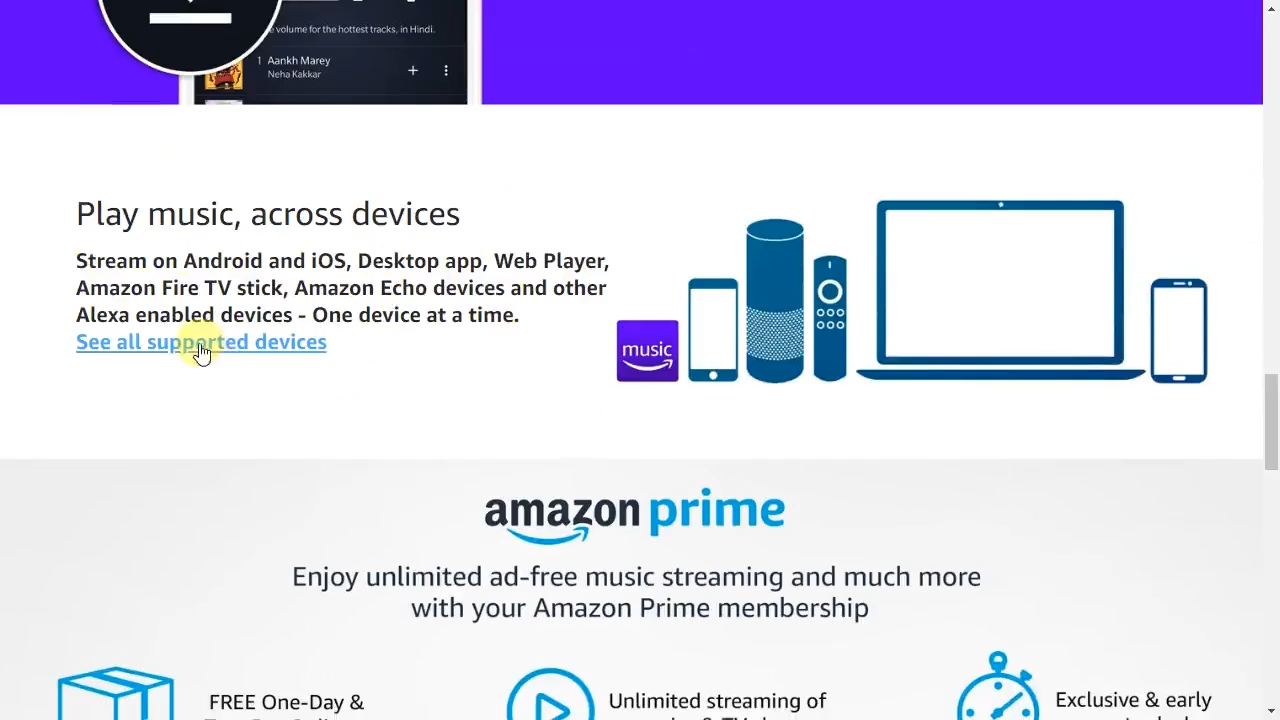 e volume for the hottest tracks, in Hindi.
1 Aankh Marey
Neha Kakkar
Play music, across devices
Stream on Android and iOS, Desktop app, Web Player,
Amazon Fire TV stick, Amazon Echo devices and other
Alexa enabled devices - One device at a time.
See all supported devices
music
amazon prime
Enjoy unlimited ad-free music streaming and much more
with your Amazon Prime membership
FREE One-Day &
Unlimited streaming of
Exclusive & early